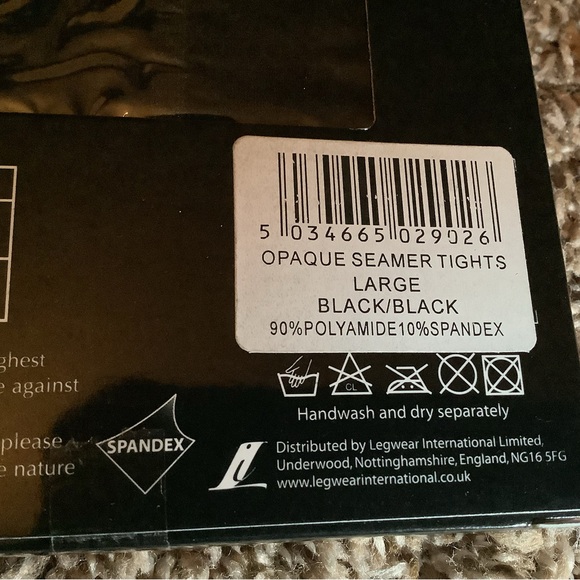 5 034665 029026
OPAQUE SEAMER TIGHTS
LARGE
BLACK/BLACK
90%POLYAMIDE10%SPANDEX
CL
Handwash and dry separately
ghest
e against
please
e nature
SPANDEX
Distributed by Legwear International Limited,
Underwood, Nottinghamshire, England, NG16 5FG
www.legwearinternational.co.uk